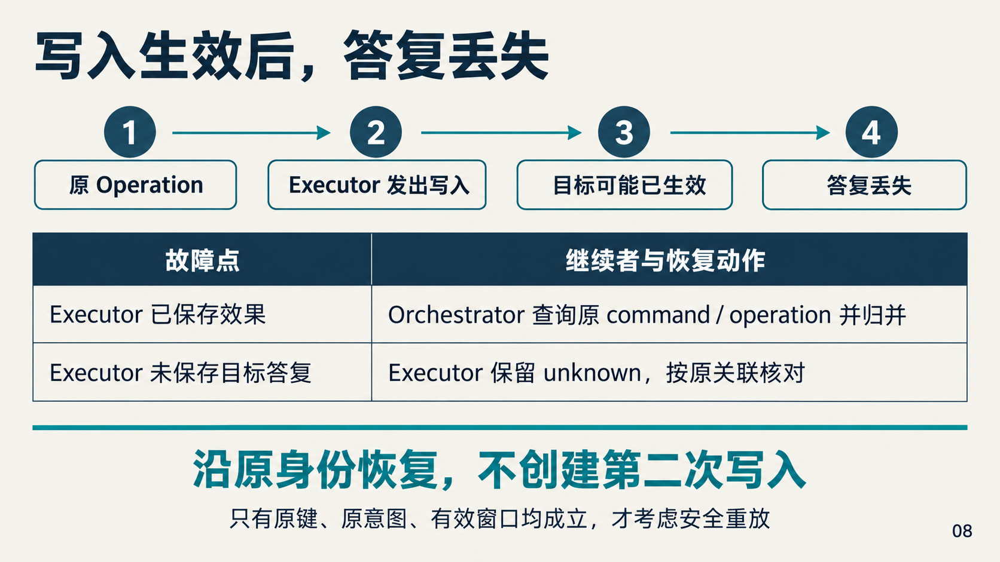 写入生效后，答复丢失
1
2
3
4
原 Operation
Executor 发出写入
目标可能已生效
答复丢失
故障点
继续者与恢复动作
Executor 已保存效果
Orchestrator 查询原 command / operation 并归并
Executor 未保存目标答复
Executor 保留 unknown，按原关联核对
沿原身份恢复，不创建第二次写入
只有原键、原意图、有效窗口均成立，才考虑安全重放
08